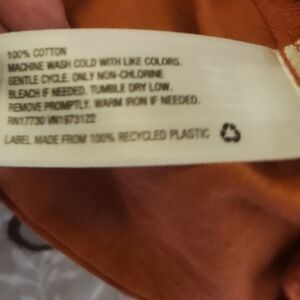 100% COTTON
MACHINE WASH COLD WITH LIKE COLORS.
GENTLE CYCLE. ONLY NON-CHLORINE
BLEACH IF NEEDED. TUMBLE DRY LOW.
REMOVE PROMPTLY. WARM IRON IF NEEDED.
RN17730 VN1973122
LABEL MADE FROM 100% RECYCLED PLASTIC